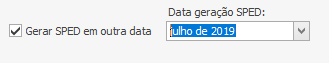 Data geração SPED:
Gerar SPED em outra data
julho de 2019